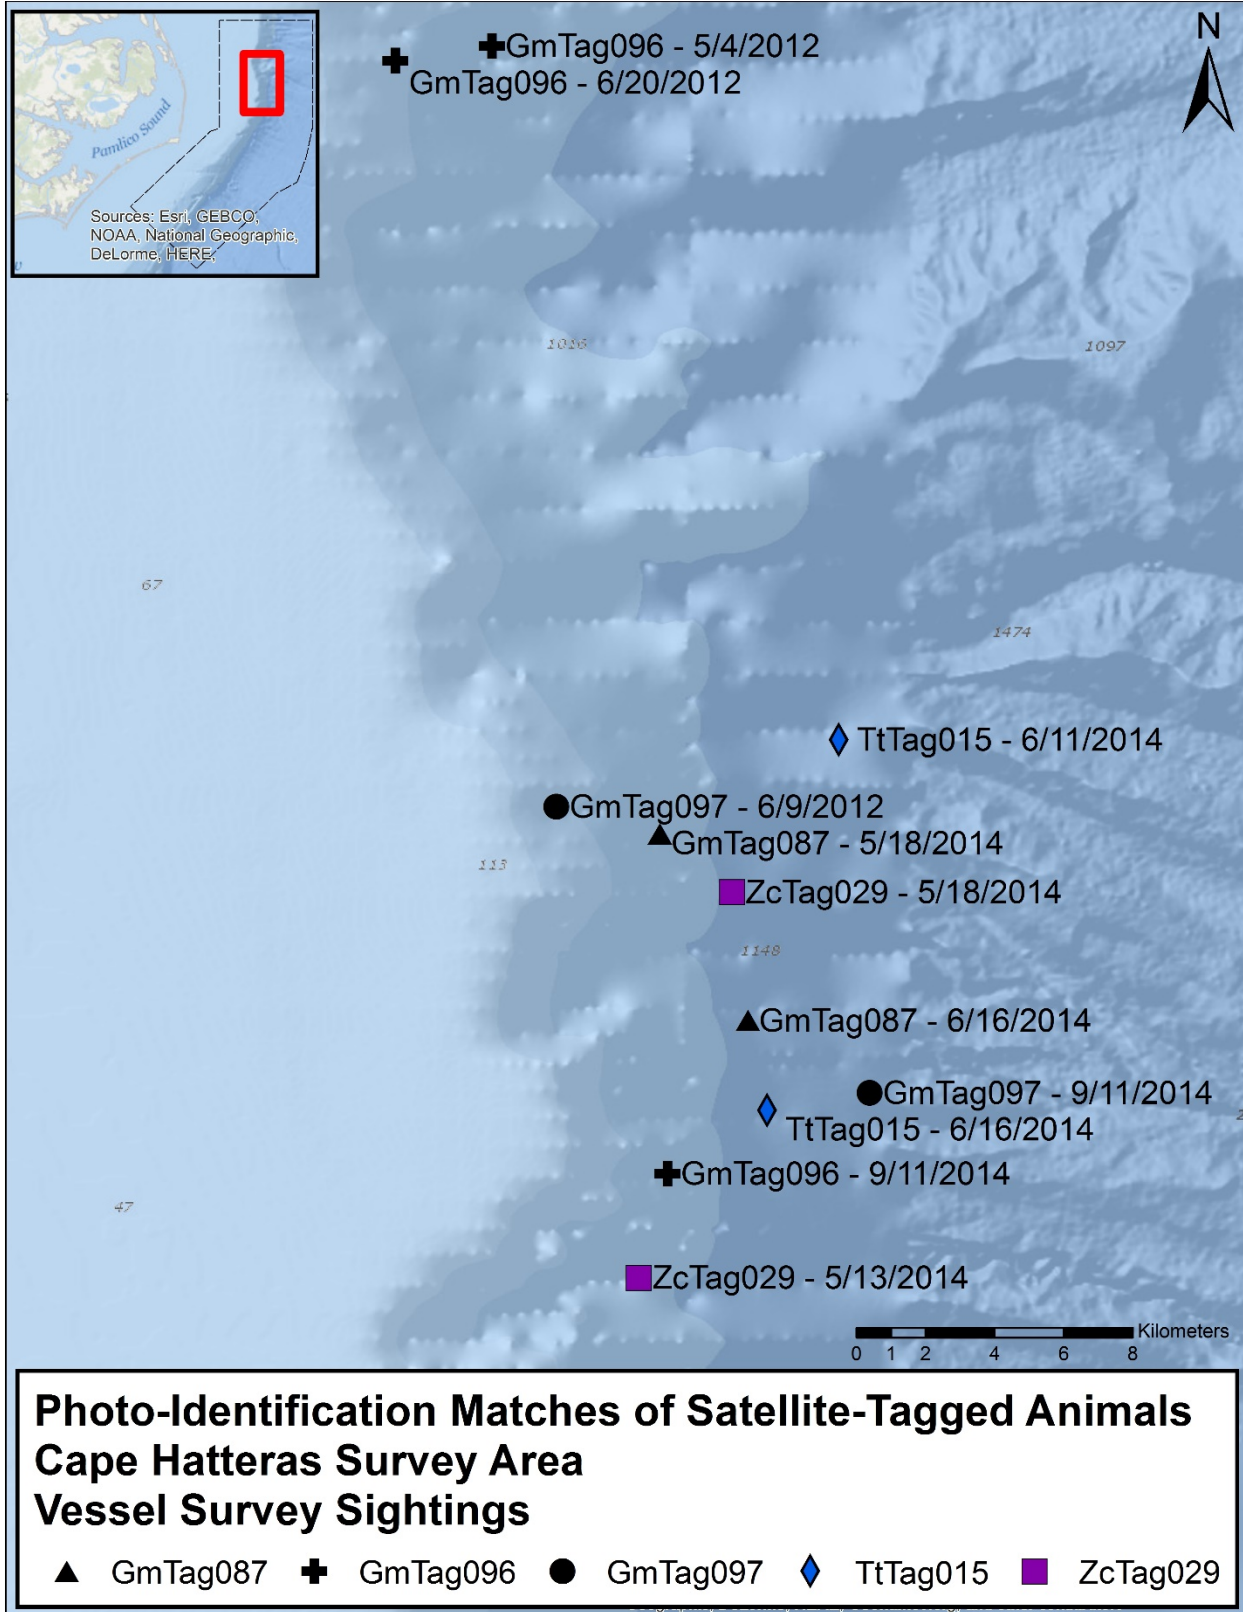 N
GmTag096 - 5/4/2012
GmTag096 - 6/20/2012
Pamlico Sound
Sources: Esri, GEBCO,
NOAA, National Geographic,
DeLorme, HERE,
1016
1097
67
1474
TtTag015 - 6/11/2014
GmTag097 - 6/9/2012
GmTag087 - 5/18/2014
113
ZcTag029 - 5/18/2014
1148
GmTag087 - 6/16/2014
GmTag097 - 9/11/2014
TtTag015 - 6/16/2014
GmTag096 - 9/11/2014
47
ZcTag029 - 5/13/2014
Kilometers
0 1 2 4 6 8
Photo-Identification Matches of Satellite-Tagged Animals
Cape Hatteras Survey Area
Vessel Survey Sightings
GmTag087 GmTag096 GmTag097 TtTag015 ZcTag029